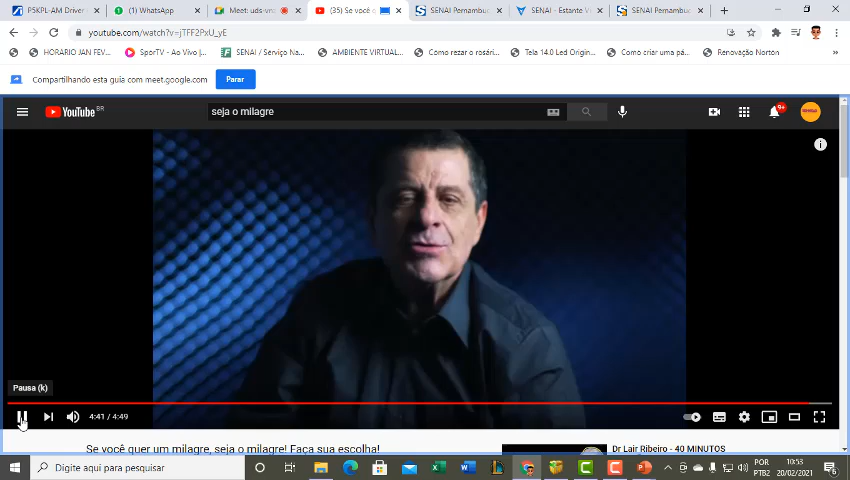 P5KPL-AM Driver
(1) WhatsApp
Meet: uds-vnc
(35) Se você
SENAI Pernambuc
SENAI - Estante V
SENAI Pernambuc
youtube.com/watch?v=jTFF2PxU_yE
HORARIO JAN FEV
SporTV - Ao Vivo |
SENAI / Serviço Na...
AMBIENTE VIRTUAL...
Como rezar o rosári...
Tela 14.0 Led Origin...
Como criar uma pá...
Renovação Norton
Compartilhando esta guia com meet.google.com
Parar
YouTube BR
seja o milagre
9+
Pausa (k)
4:41 / 4:49
Se você quer um milagre, seja o milagre! Faça sua escolha!
Dr Lair Ribeiro - 40 MINUTOS
Digite aqui para pesquisar
POR
PTB2
10:53
20/02/2021
6